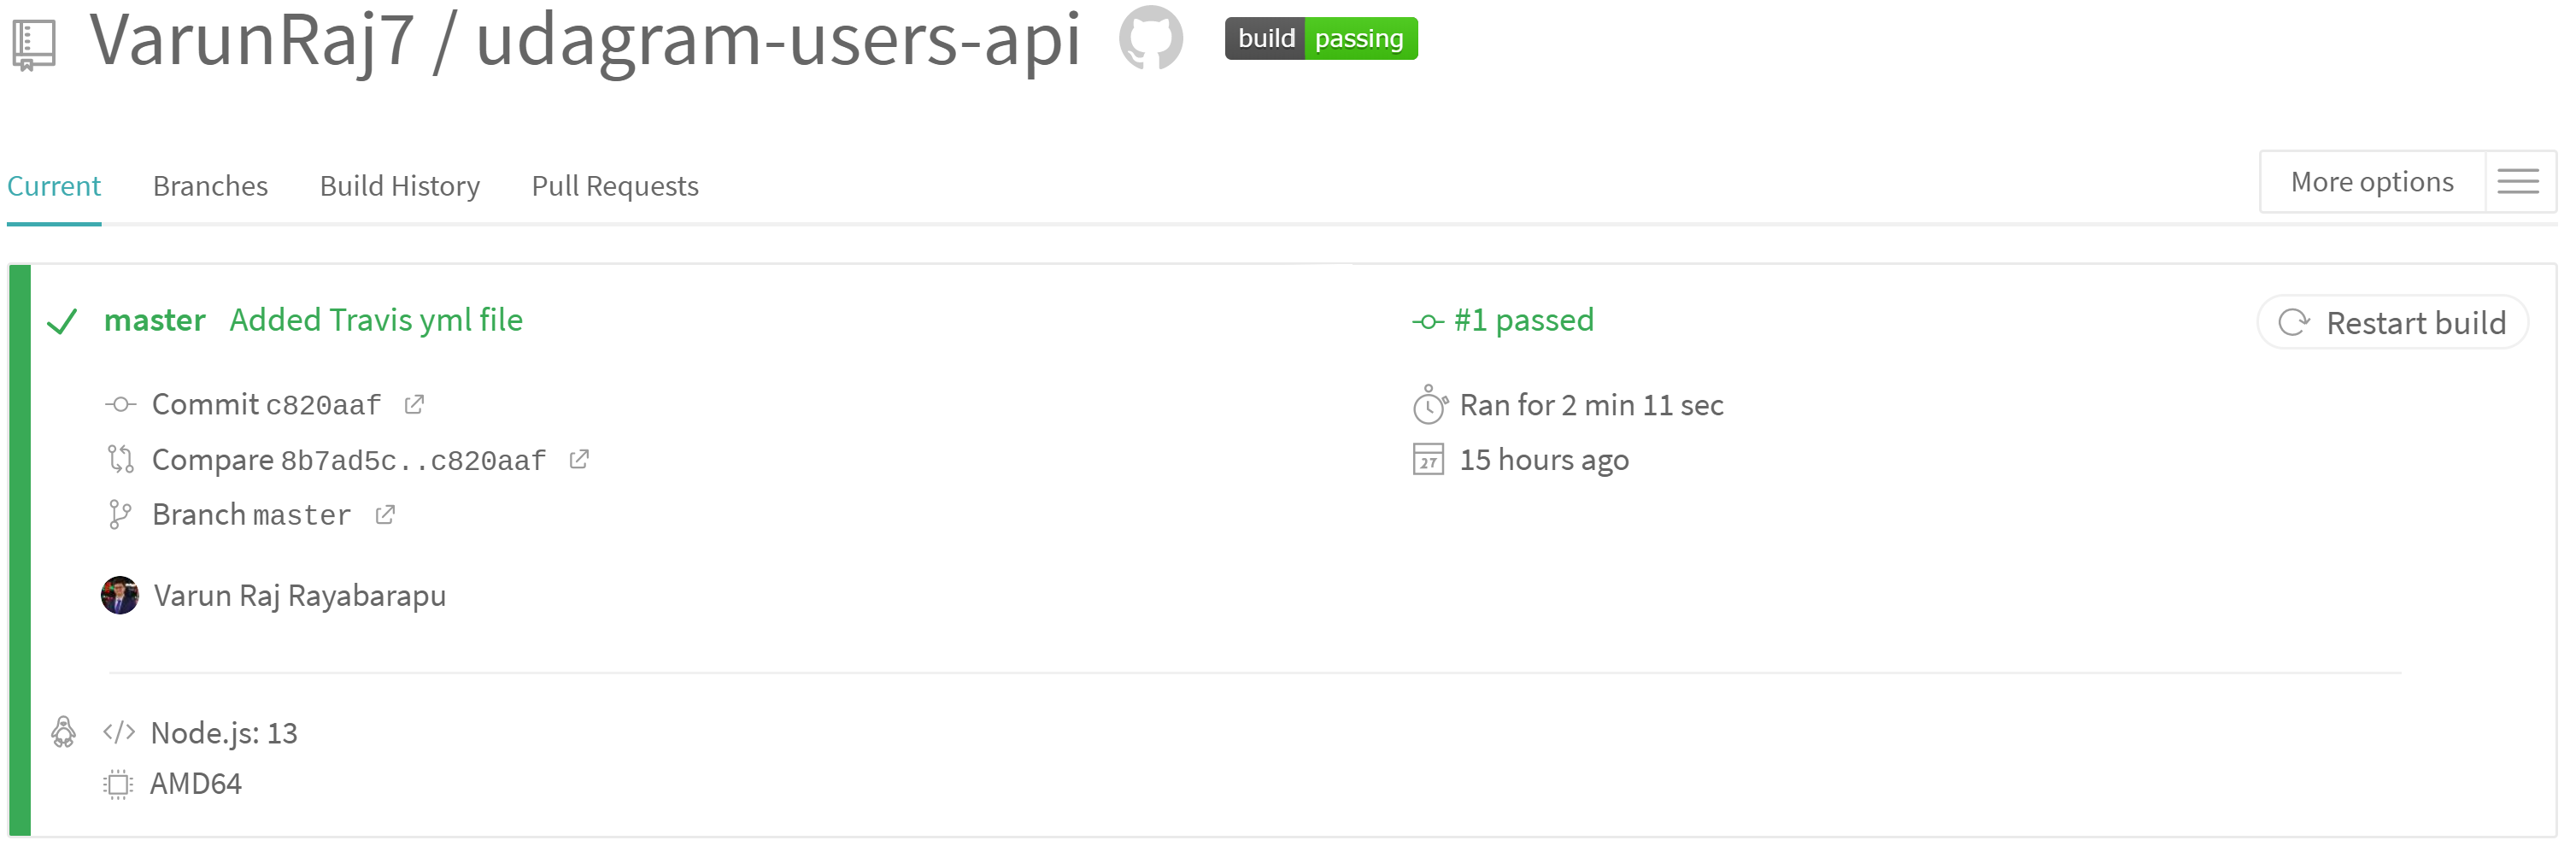 VarunRaj7 / udagram-users-api build passing
Current Branches Build History Pull Requests More options
master Added Travis yml file #1 passed Restart build
Commit c820aaf Ran for 2 min 11 sec
Compare 8b7ad5c..c820aaf 27 15 hours ago
Branch master
Varun Raj Rayabarapu
</> Node.js: 13
AMD64